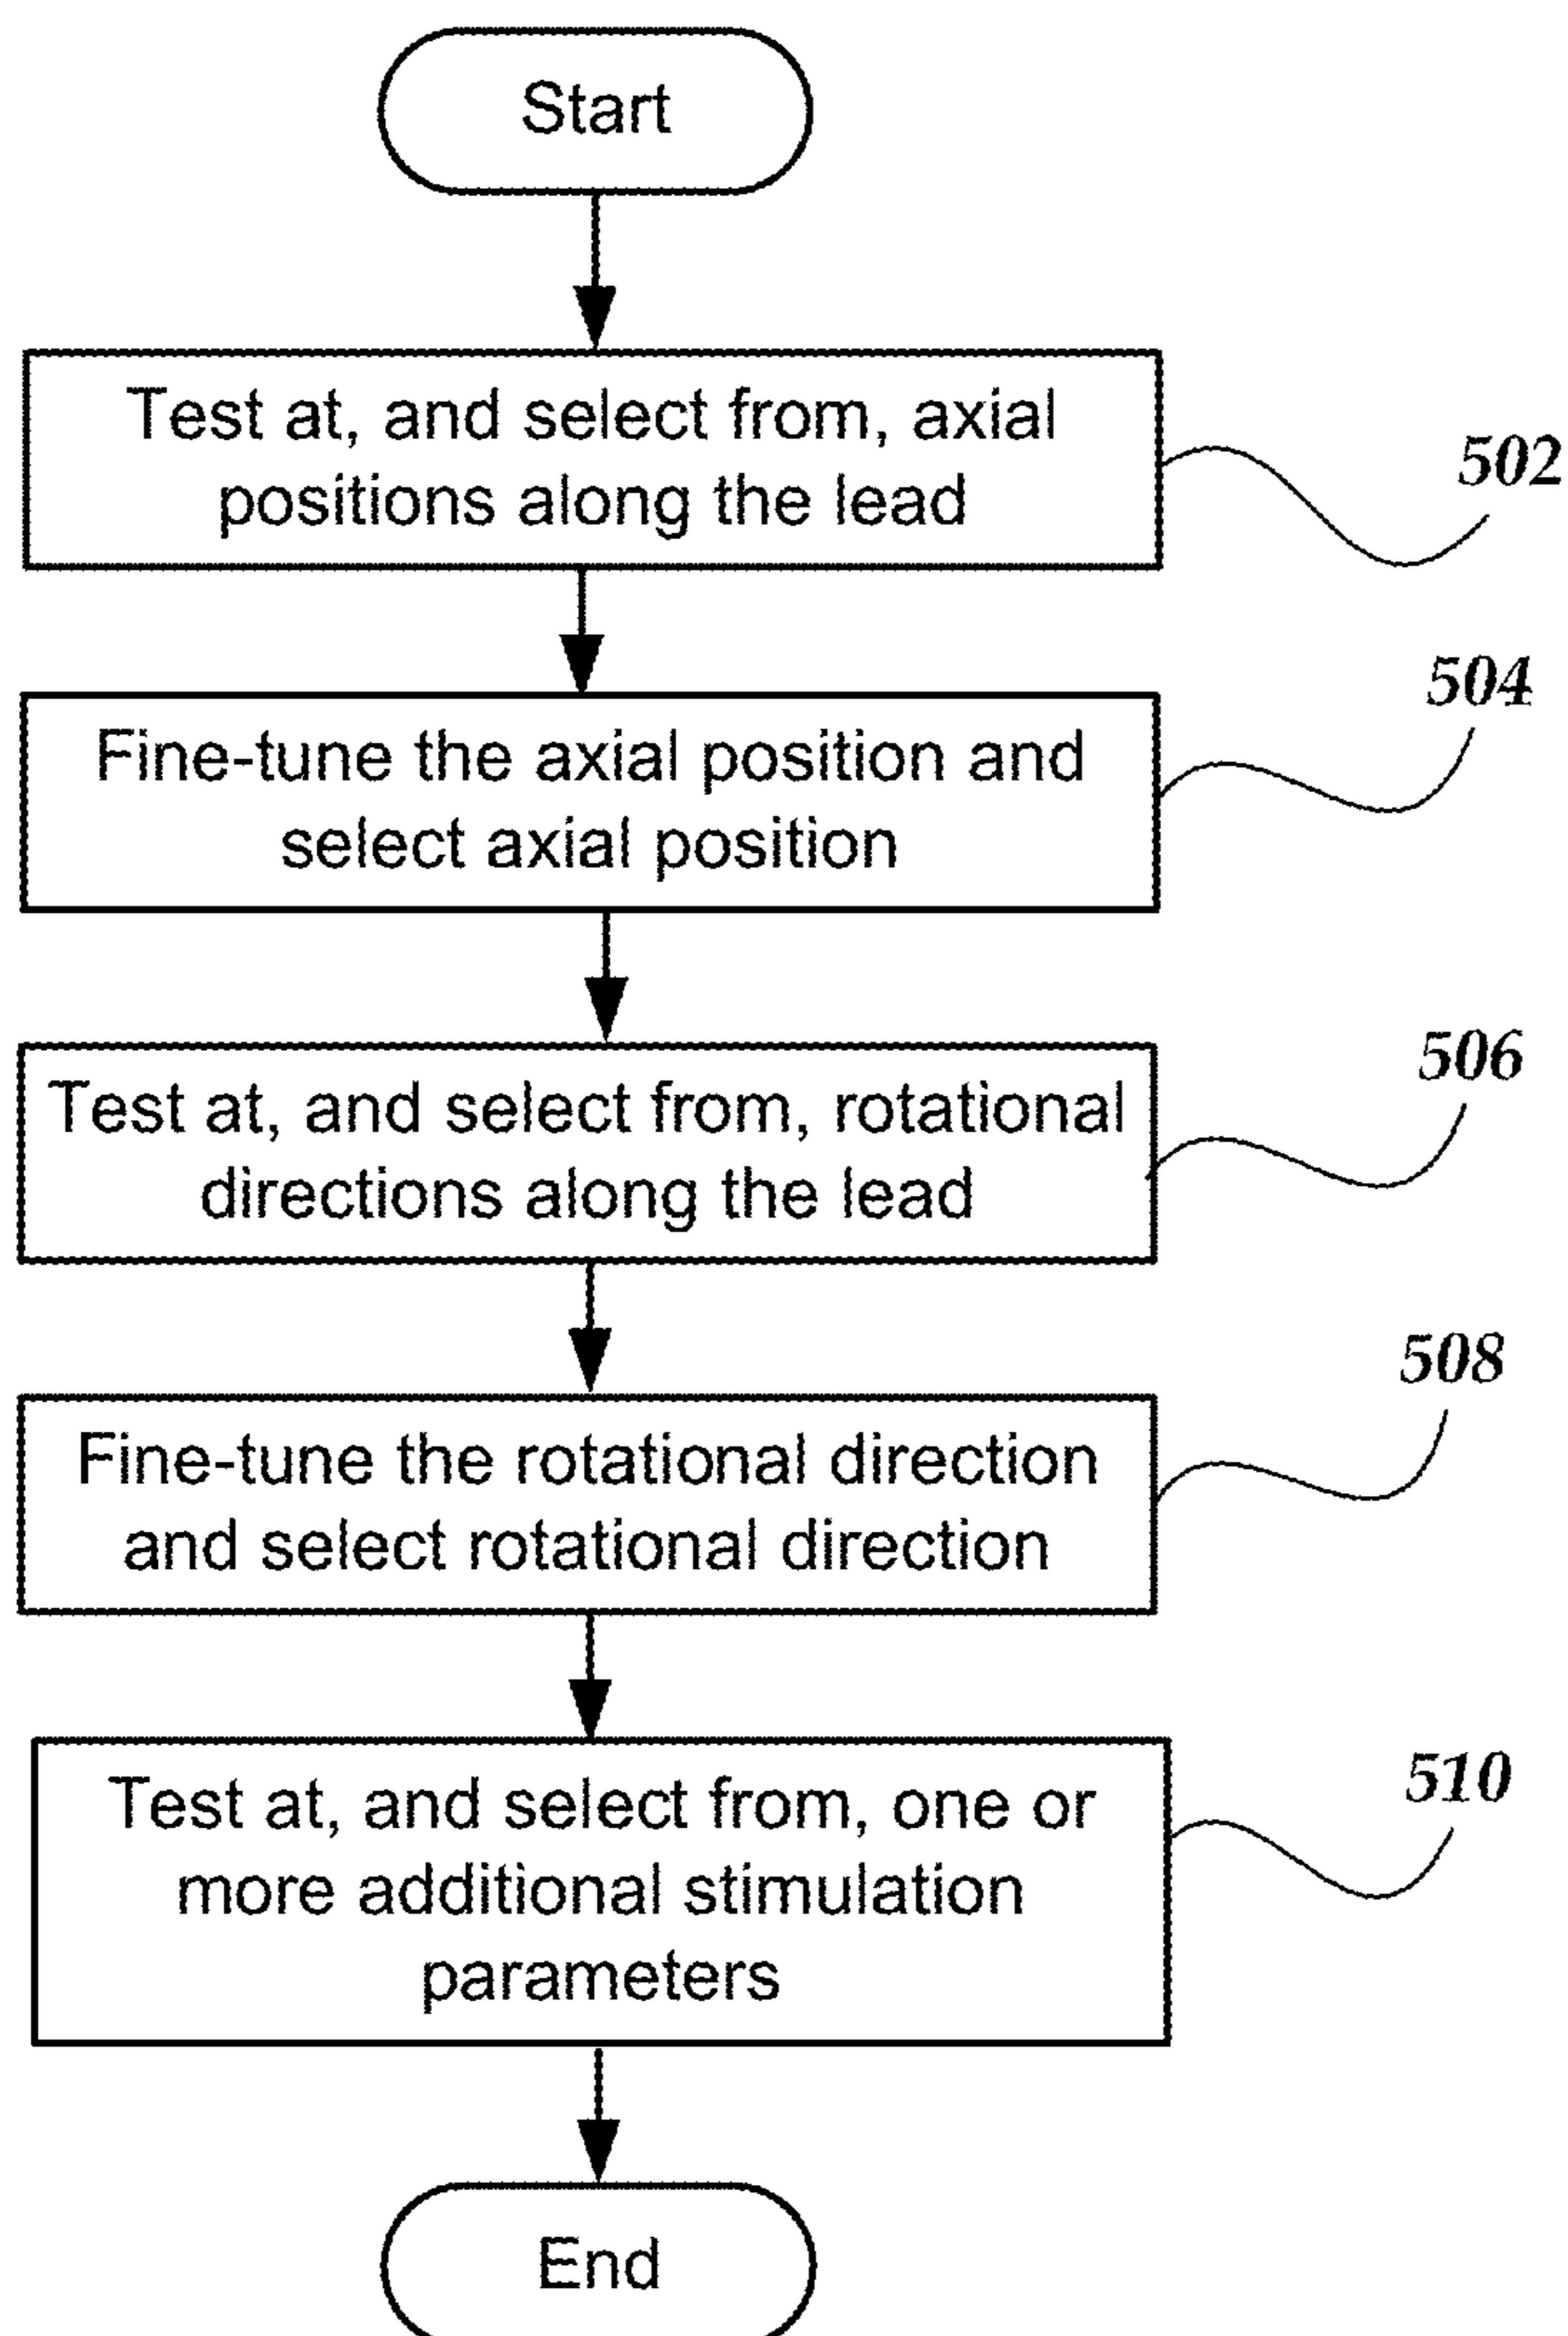 Start
Test at, and select from, axial
positions along the lead
502
Fine-tune the axial position and
select axial position
504
Test at, and select from, rotational
directions along the lead
506
Fine-tune the rotational direction
and select rotational direction
508
Test at, and select from, one or
more additional stimulation
parameters
510
End